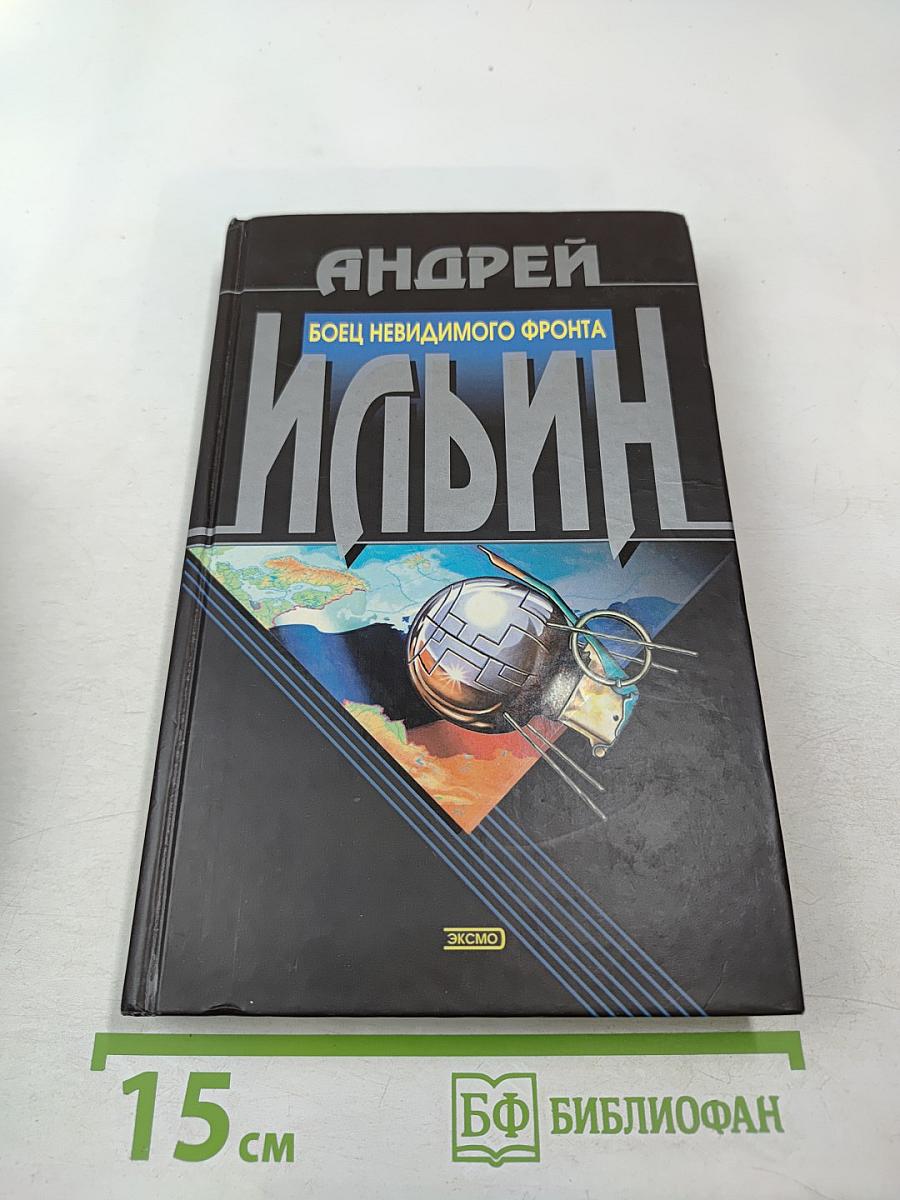 АНДРЕЙ
БОЕЦ НЕВИДИМОГО ФРОНТА
ИЛЬИН
ЭКСМО
15 см
БФ БИБЛИОФАН